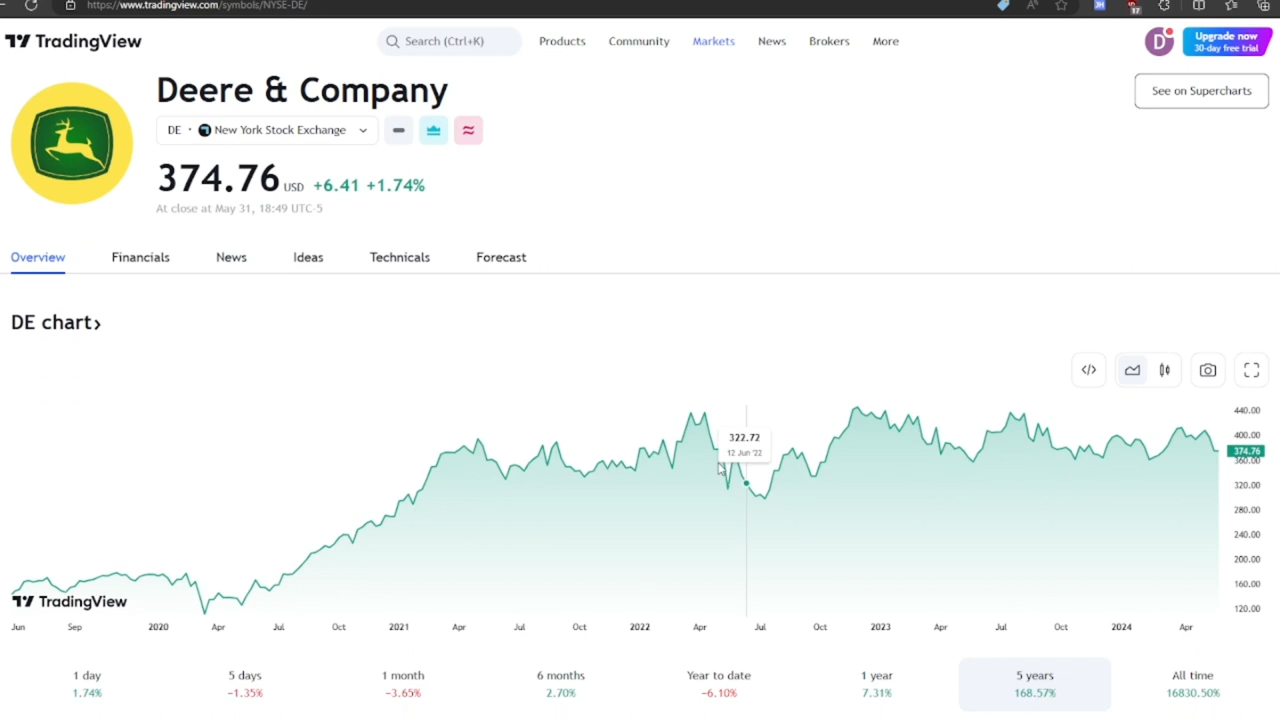 https://www.tradingview.com/symbols/NYSE-DE/
JH
17
TradingView
Search (Ctrl+K)
Products
Community
Markets
News
Brokers
More
D
Upgrade now
30-day free trial
Deere & Company
See on Supercharts
DE · New York Stock Exchange
374.76 USD +6.41 +1.74%
At close at May 31, 18:49 UTC-5
Overview
Financials
News
Ideas
Technicals
Forecast
DE chart›
440.00
400.00
374.76
360.00
320.00
280.00
240.00
200.00
160.00
120.00
322.72
12 Jun '22
TradingView
Jun Sep 2020 Apr Jul Oct 2021 Apr Jul Oct 2022 Apr Jul Oct 2023 Apr Jul Oct 2024 Apr
1 day
1.74%
5 days
−1.35%
1 month
−3.65%
6 months
2.70%
Year to date
−6.10%
1 year
7.31%
5 years
168.57%
All time
16830.50%